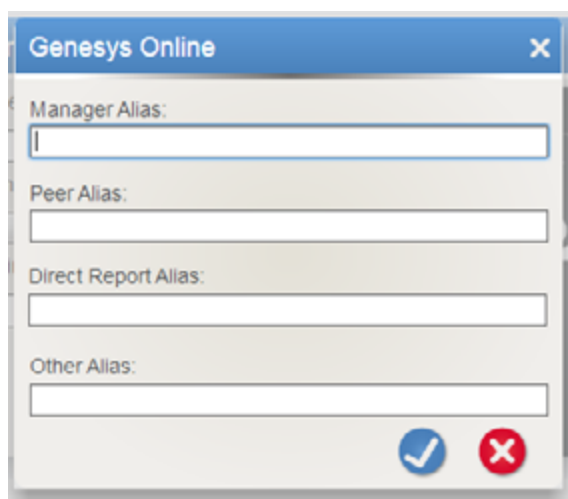 Genesys Online
Manager Alias:
Peer Alias:
Direct Report Alias:
Other Alias: